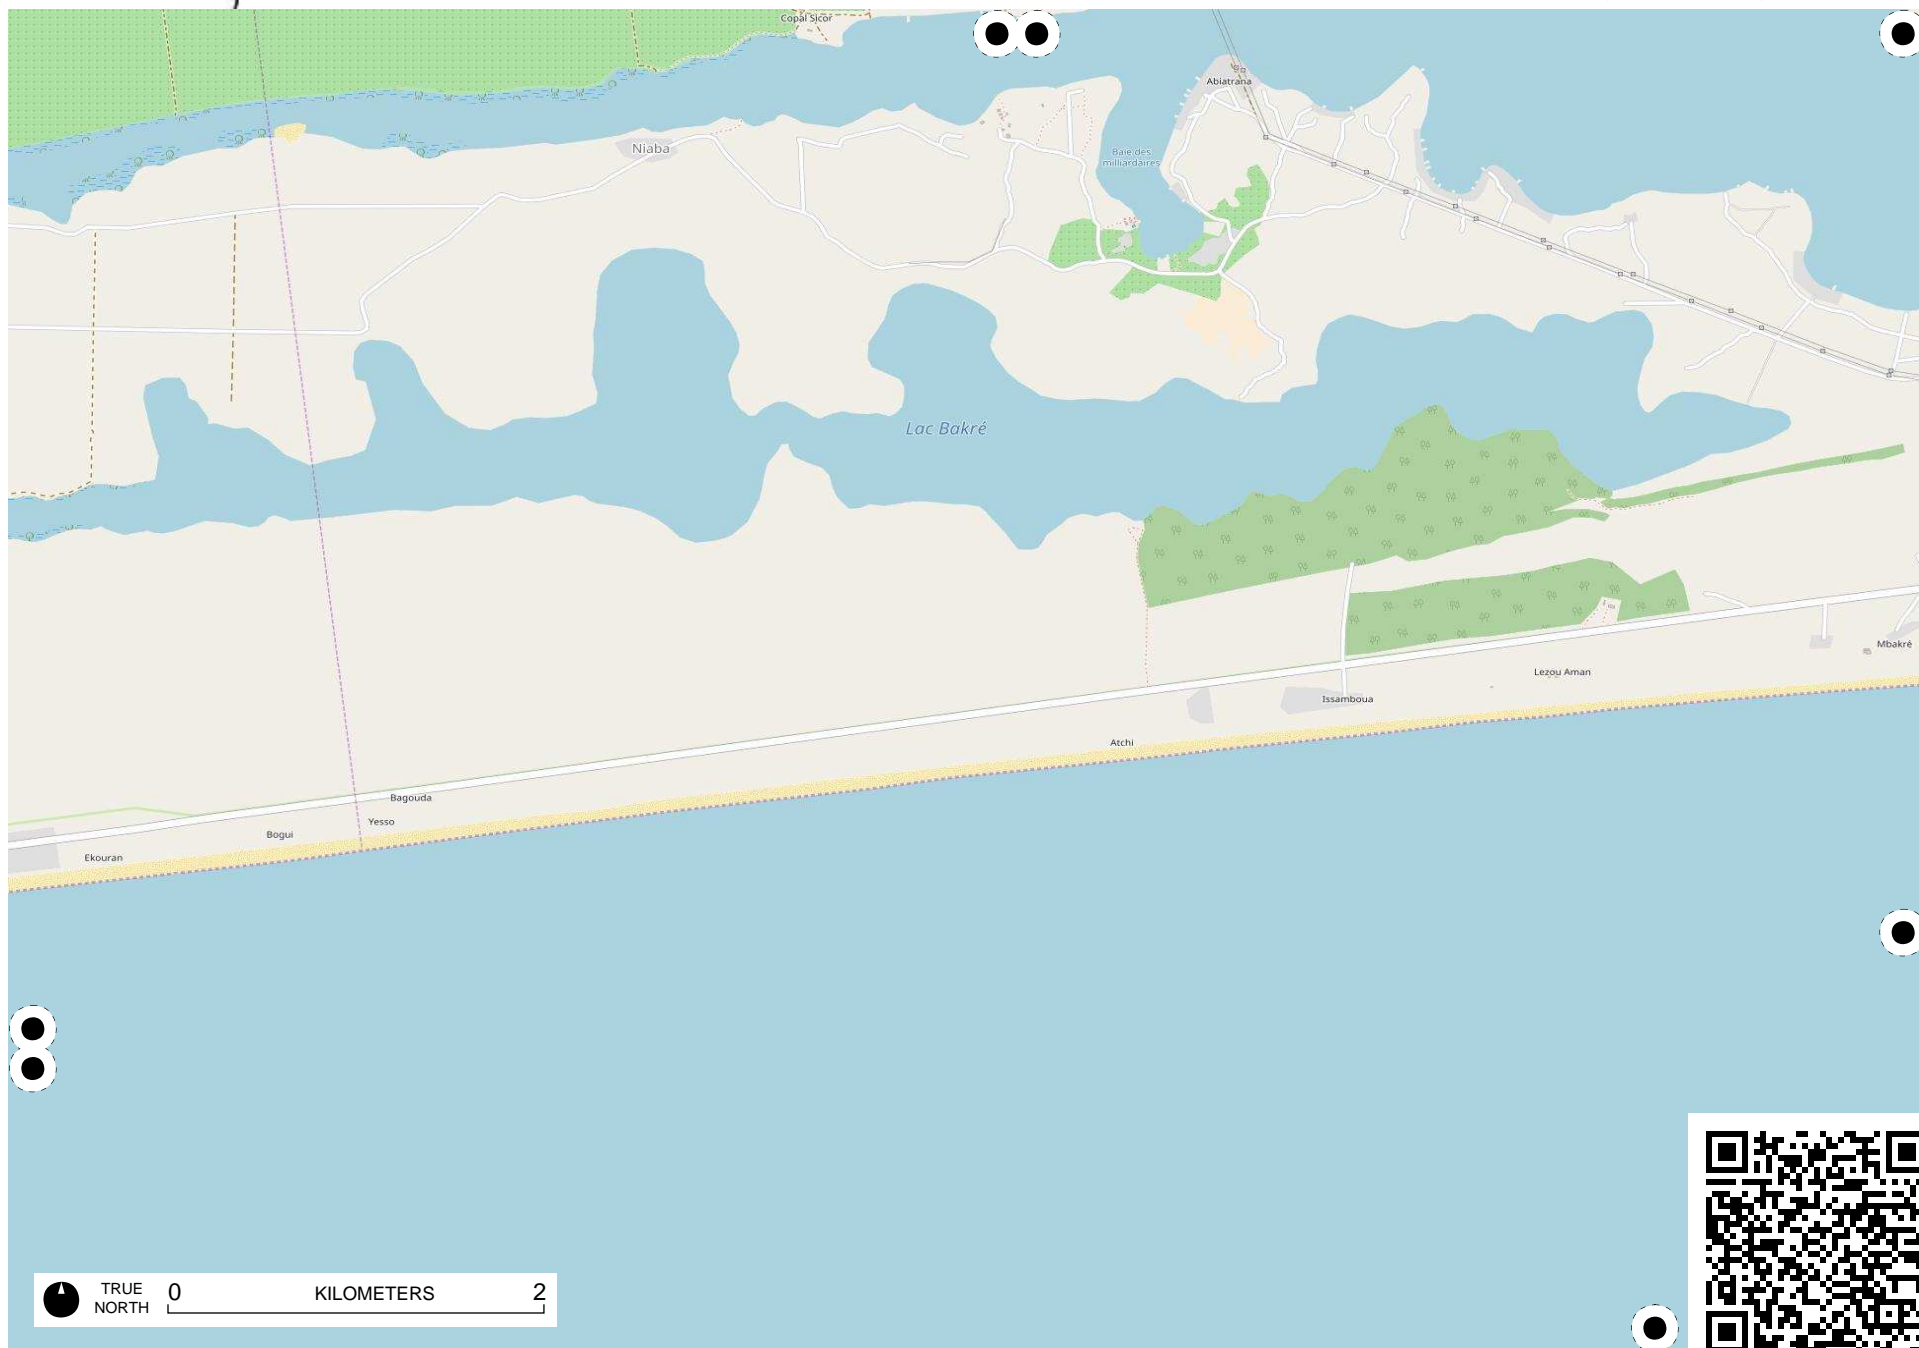 Copal Sicor
Abiatrana
Niaba
Baie des
milliardaires
Lac Bakré
Mbakré
Lezou Aman
Issamboua
Atchi
Bagouda
Yesso
Bogui
Ekouran
TRUE
NORTH
0 KILOMETERS 2